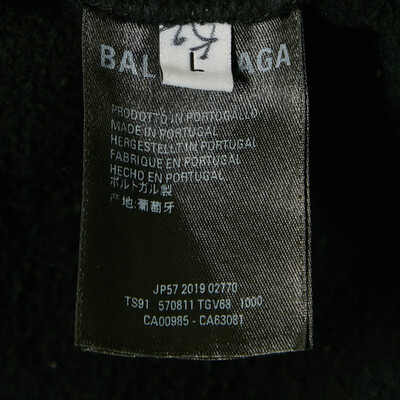 BAL AGA
L
PRODOTTO IN PORTOGALLO
MADE IN PORTUGAL
HERGESTELLT IN PORTUGAL
FABRIQUE EN PORTUGAL
HECHO EN PORTUGAL
ポルトガル製
产地:葡萄牙
JP57 2019 02770
TS91 570811 TGV68 1000
CA00985 - CA63081